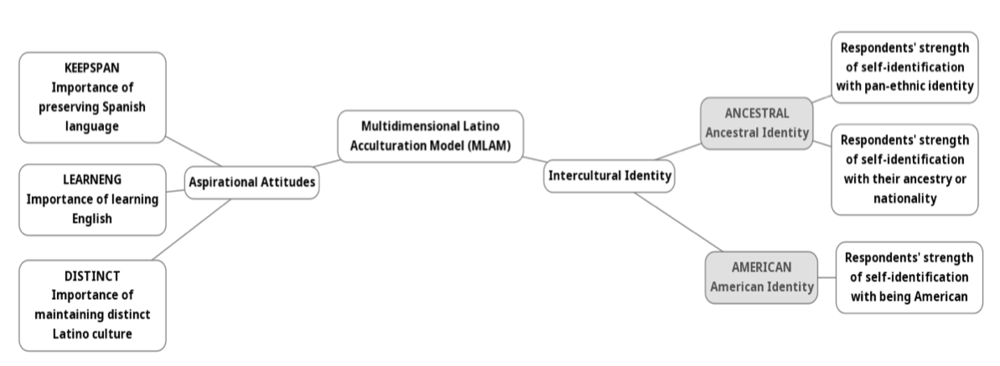 KEEPSPAN
Importance of
preserving Spanish
language
LEARNENG
Importance of learning
English
DISTINCT
Importance of
maintaining distinct
Latino culture
Aspirational Attitudes
Multidimensional Latino
Acculturation Model (MLAM)
Intercultural Identity
ANCESTRAL
Ancestral Identity
AMERICAN
American Identity
Respondents' strength
of self-identification
with pan-ethnic identity
Respondents' strength
of self-identification
with their ancestry or
nationality
Respondents' strength
of self-identification
with being American